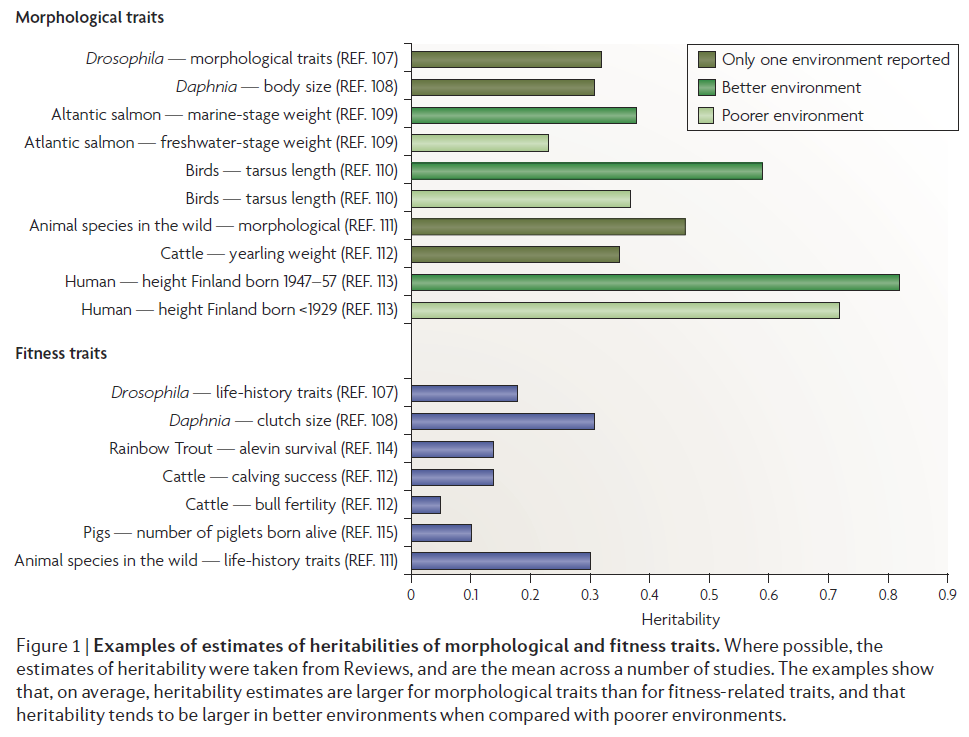 Morphological traits
Only one environment reported
Better environment
Poorer environment
Drosophila — morphological traits (REF. 107)
Daphnia — body size (REF. 108)
Altantic salmon — marine-stage weight (REF. 109)
Atlantic salmon — freshwater-stage weight (REF. 109)
Birds — tarsus length (REF. 110)
Birds — tarsus length (REF. 110)
Animal species in the wild — morphological (REF. 111)
Cattle — yearling weight (REF. 112)
Human — height Finland born 1947–57 (REF. 113)
Human — height Finland born <1929 (REF. 113)
Fitness traits
Drosophila — life-history traits (REF. 107)
Daphnia — clutch size (REF. 108)
Rainbow Trout — alevin survival (REF. 114)
Cattle — calving success (REF. 112)
Cattle — bull fertility (REF. 112)
Pigs — number of piglets born alive (REF. 115)
Animal species in the wild — life-history traits (REF. 111)
0 0.1 0.2 0.3 0.4 0.5 0.6 0.7 0.8 0.9
Heritability
Figure 1 | Examples of estimates of heritabilities of morphological and fitness traits. Where possible, the
estimates of heritability were taken from Reviews, and are the mean across a number of studies. The examples show
that, on average, heritability estimates are larger for morphological traits than for fitness-related traits, and that
heritability tends to be larger in better environments when compared with poorer environments.